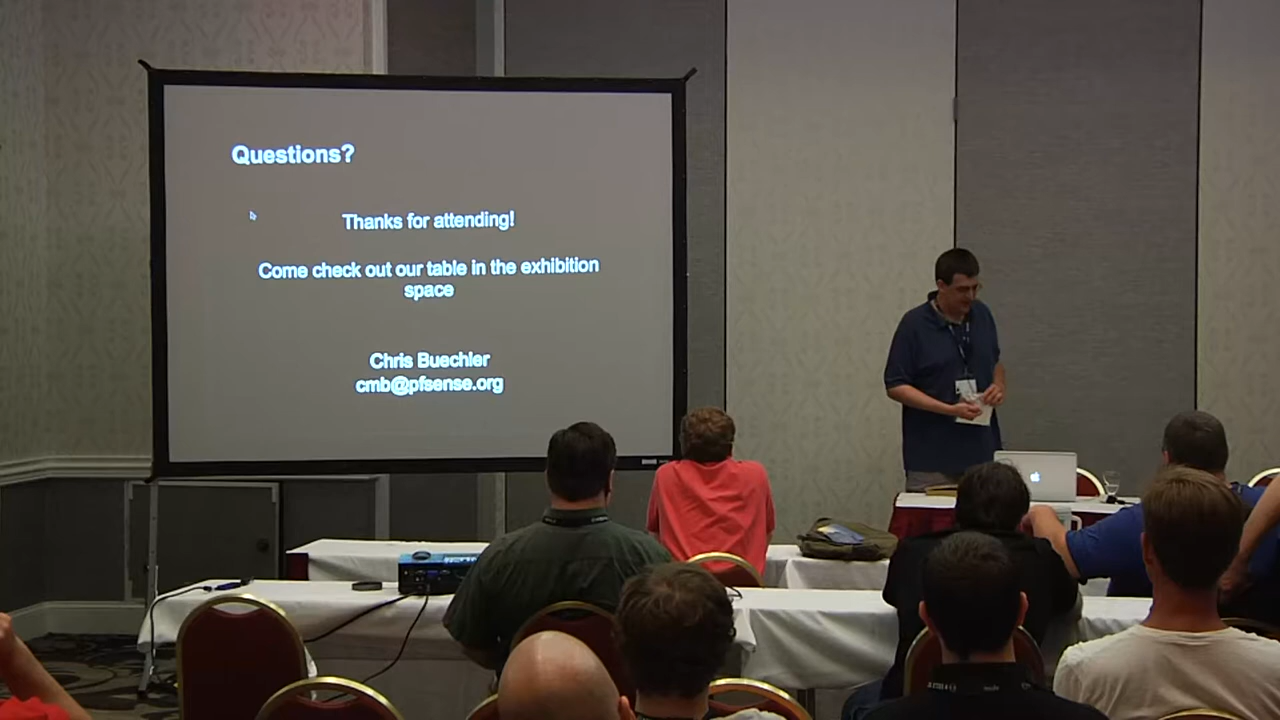 Questions?
Thanks for attending!
Come check out our table in the exhibition
space
Chris Buechler
cmb@pfsense.org